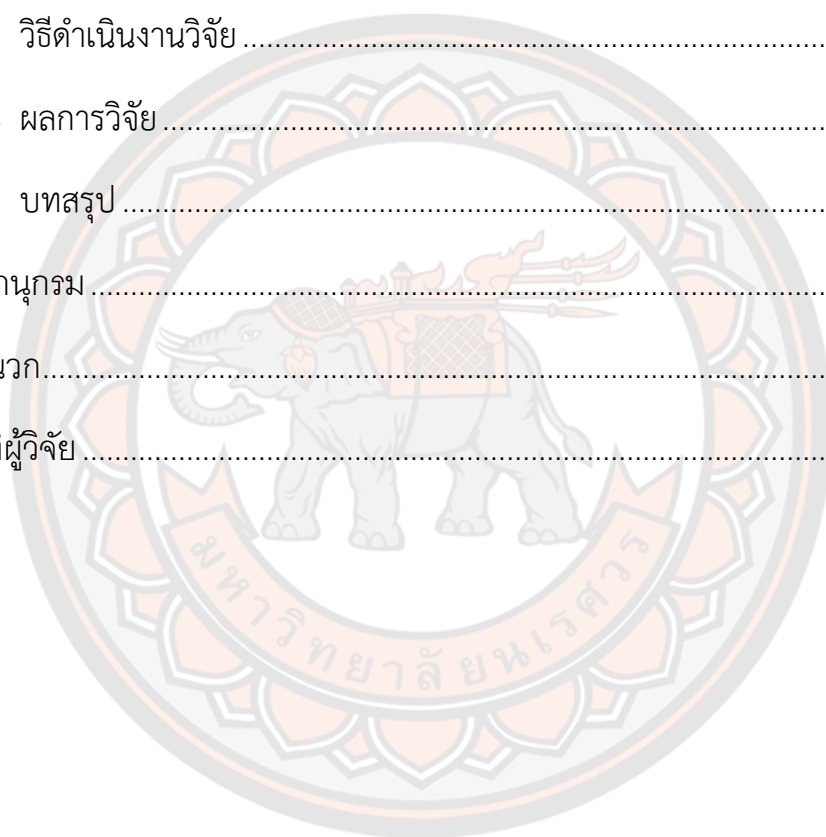 วิธีดำเนินงานวิจัย ................................................................................
ผลการวิจัย ................................................................................
บทสรุป ................................................................................
านุกรม ................................................................................
นวก ................................................................................
ผู้วิจัย ................................................................................
มหาวิทยาลัยนเรศวร